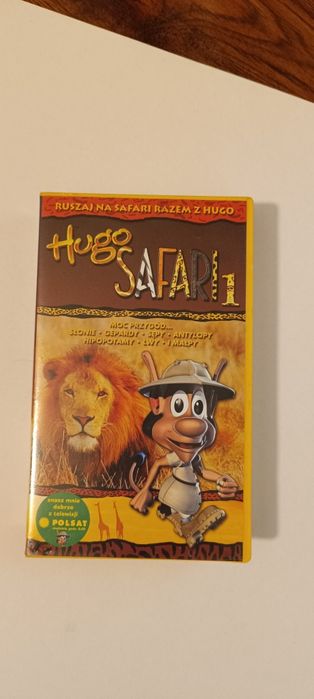 RUSZAJ NA SAFARI RAZEM Z HUGO
Hugo
SAFARI 1
MOC PRZYGÓD...
SŁONIE • GEPARDY • SĘPY • ANTYLOPY
HIPOPOTAMY • LWY • I MAŁPY
znasz mnie
dobrze
z telewizji
POLSAT